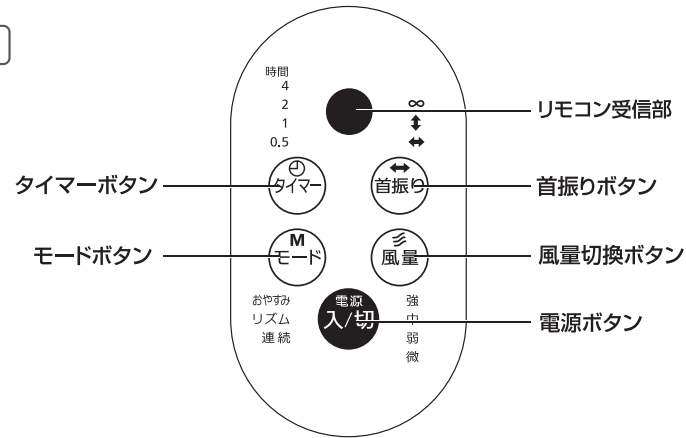 時間
4
2
1
0.5
∞
↕
↔
リモコン受信部
タイマーボタン
タイマー
↔
首振り
首振りボタン
モードボタン
M
モード
風量
風量切換ボタン
おやすみ
リズム
連続
電源
入/切
強
中
弱
微
電源ボタン